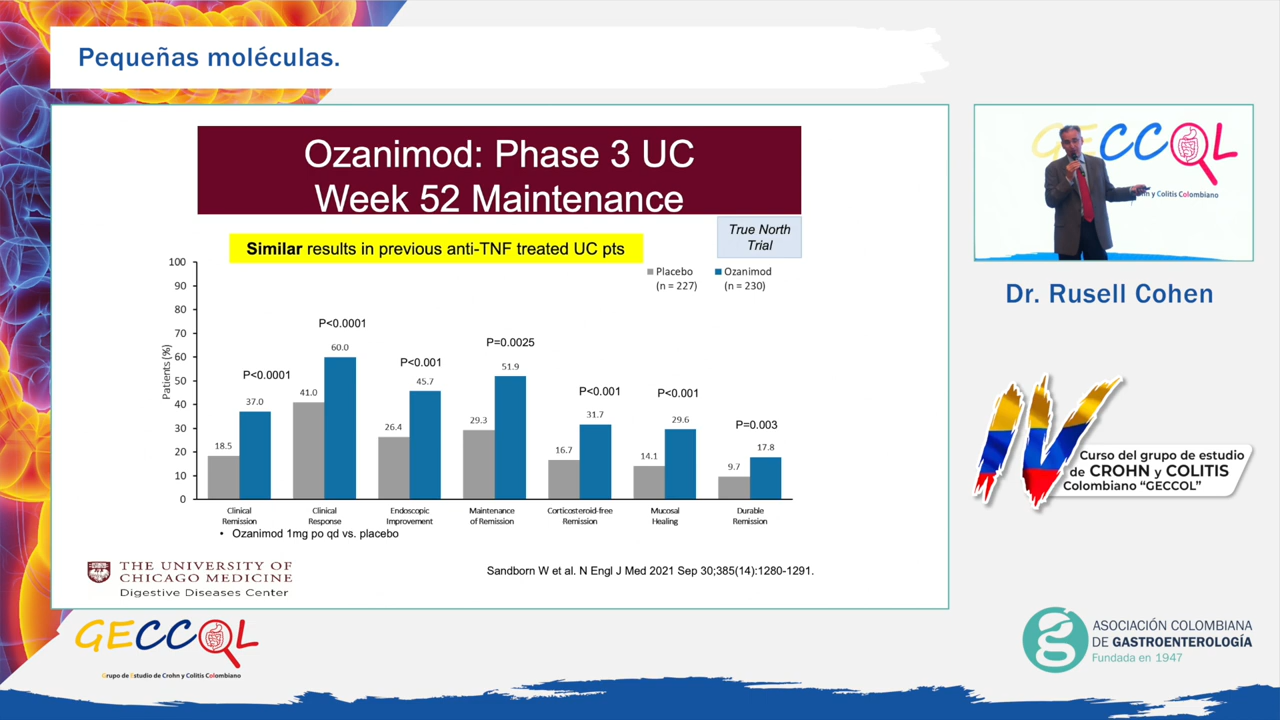 Pequeñas moléculas.
Ozanimod: Phase 3 UC
Week 52 Maintenance
True North
Trial
Similar results in previous anti-TNF treated UC pts
Placebo
(n = 227)
Ozanimod
(n = 230)
Patients (%)
100
90
80
70
60
50
40
30
20
10
0
P<0.0001
18.5
37.0
P<0.0001
41.0
60.0
P<0.001
26.4
45.7
P=0.0025
29.3
51.9
P<0.001
16.7
31.7
P<0.001
14.1
29.6
P=0.003
9.7
17.8
Clinical
Remission
Clinical
Response
Endoscopic
Improvement
Maintenance
of Remission
Corticosteroid-free
Remission
Mucosal
Healing
Durable
Remission
• Ozanimod 1mg po qd vs. placebo
THE UNIVERSITY OF
CHICAGO MEDICINE
Digestive Diseases Center
Sandborn W et al. N Engl J Med 2021 Sep 30;385(14):1280-1291.
GECCOL
Grupo de Estudio de Crohn y Colitis Colombiano
GECCOL
y Colitis Colombiano
Dr. Rusell Cohen
IV
Curso del grupo de estudio
de CROHN y COLITIS
Colombiano “GECCOL”
ASOCIACIÓN COLOMBIANA
DE GASTROENTEROLOGÍA
Fundada en 1947